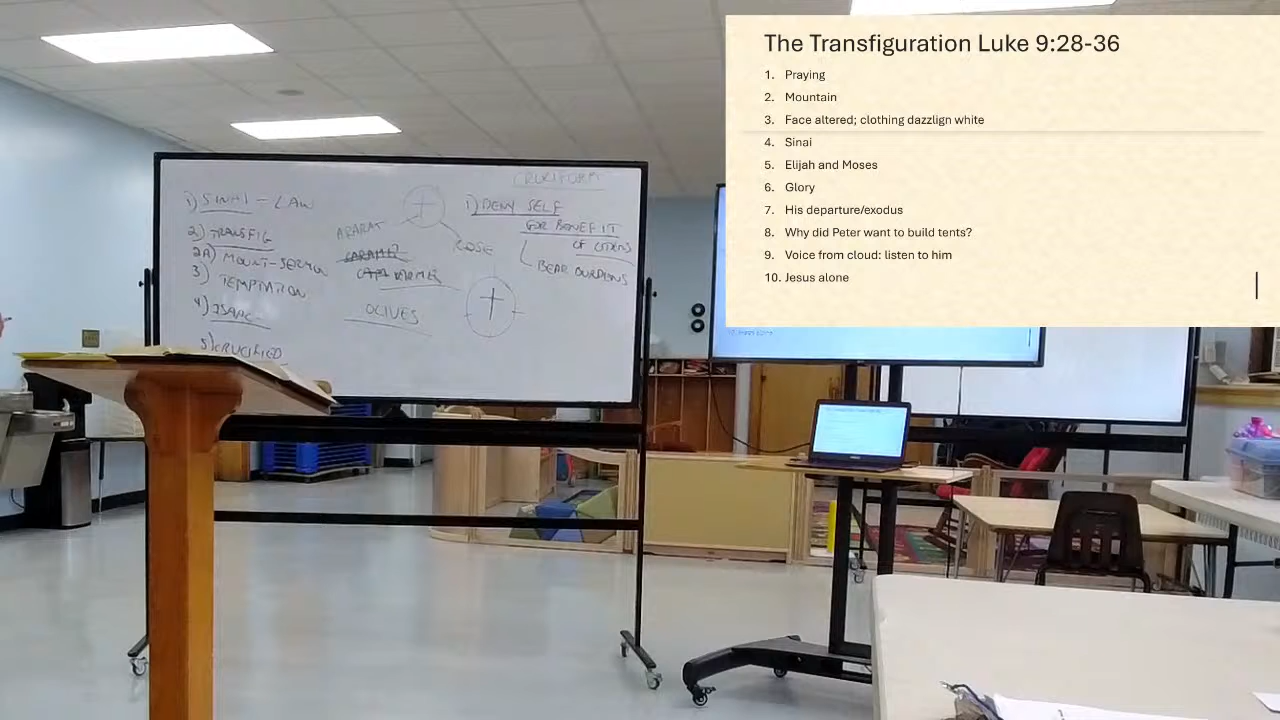 1) SINAI - LAW
2) TRANSFIG
2A) MOUNT-SERMON
3) TEMPTATION
4) ISAAC
5) CRUCIFIED
ARARAT
OLIVES
CRUCIFORM
1) DENY SELF
FOR BENEFIT
OF OTHERS
BEAR BURDENS
The Transfiguration Luke 9:28-36
1. Praying
2. Mountain
3. Face altered; clothing dazzlign white
4. Sinai
5. Elijah and Moses
6. Glory
7. His departure/exodus
8. Why did Peter want to build tents?
9. Voice from cloud: listen to him
10. Jesus alone